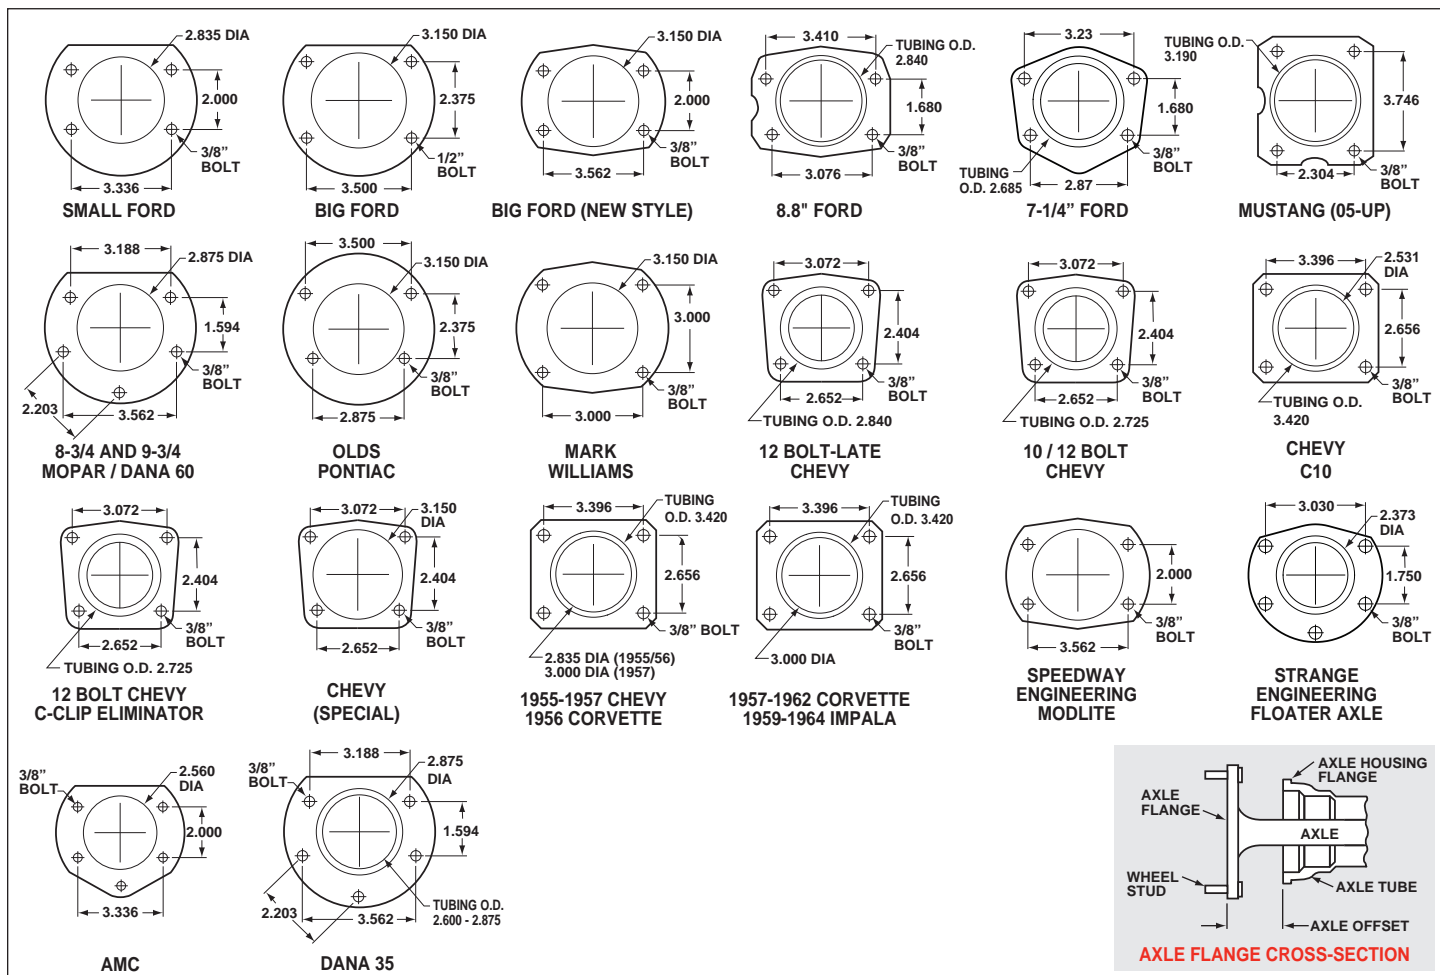 2.835 DIA
2.000
3/8”
BOLT
3.336
SMALL FORD
3.150 DIA
2.375
1/2”
BOLT
3.500
BIG FORD
3.150 DIA
2.000
3/8”
BOLT
3.562
BIG FORD (NEW STYLE)
3.410
TUBING O.D.
2.840
1.680
3/8”
BOLT
3.076
8.8" FORD
3.23
1.680
TUBING
O.D. 2.685
3/8”
BOLT
2.87
7-1/4” FORD
TUBING O.D.
3.190
3.746
2.304
3/8”
BOLT
MUSTANG (05-UP)
3.188
2.875 DIA
1.594
3/8”
BOLT
2.203
3.562
8-3/4 AND 9-3/4
MOPAR / DANA 60
3.500
3.150 DIA
2.375
3/8”
BOLT
2.875
OLDS
PONTIAC
3.150 DIA
3.000
3/8”
BOLT
3.000
MARK
WILLIAMS
3.072
2.404
3/8”
BOLT
2.652
TUBING O.D. 2.840
12 BOLT-LATE
CHEVY
3.072
2.404
3/8”
BOLT
2.652
TUBING O.D. 2.725
10 / 12 BOLT
CHEVY
3.396
2.531
DIA
2.656
3/8”
BOLT
TUBING O.D.
3.420
CHEVY
C10
3.072
2.404
3/8”
BOLT
2.652
TUBING O.D. 2.725
12 BOLT CHEVY
C-CLIP ELIMINATOR
3.072
3.150
DIA
2.404
3/8”
BOLT
2.652
CHEVY
(SPECIAL)
3.396
TUBING
O.D. 3.420
2.656
3/8” BOLT
2.835 DIA (1955/56)
3.000 DIA (1957)
1955-1957 CHEVY
1956 CORVETTE
3.396
TUBING
O.D. 3.420
2.656
3/8”
BOLT
3.000 DIA
1957-1962 CORVETTE
1959-1964 IMPALA
2.000
3/8”
BOLT
3.562
SPEEDWAY
ENGINEERING
MODLITE
3.030
2.373
DIA
1.750
3/8”
BOLT
STRANGE
ENGINEERING
FLOATER AXLE
3/8”
BOLT
2.560
DIA
2.000
3.336
AMC
3.188
3/8”
BOLT
2.875
DIA
1.594
2.203
3.562
TUBING O.D.
2.600 - 2.875
DANA 35
AXLE HOUSING
FLANGE
AXLE
FLANGE
AXLE
WHEEL
STUD
AXLE TUBE
AXLE OFFSET
AXLE FLANGE CROSS-SECTION